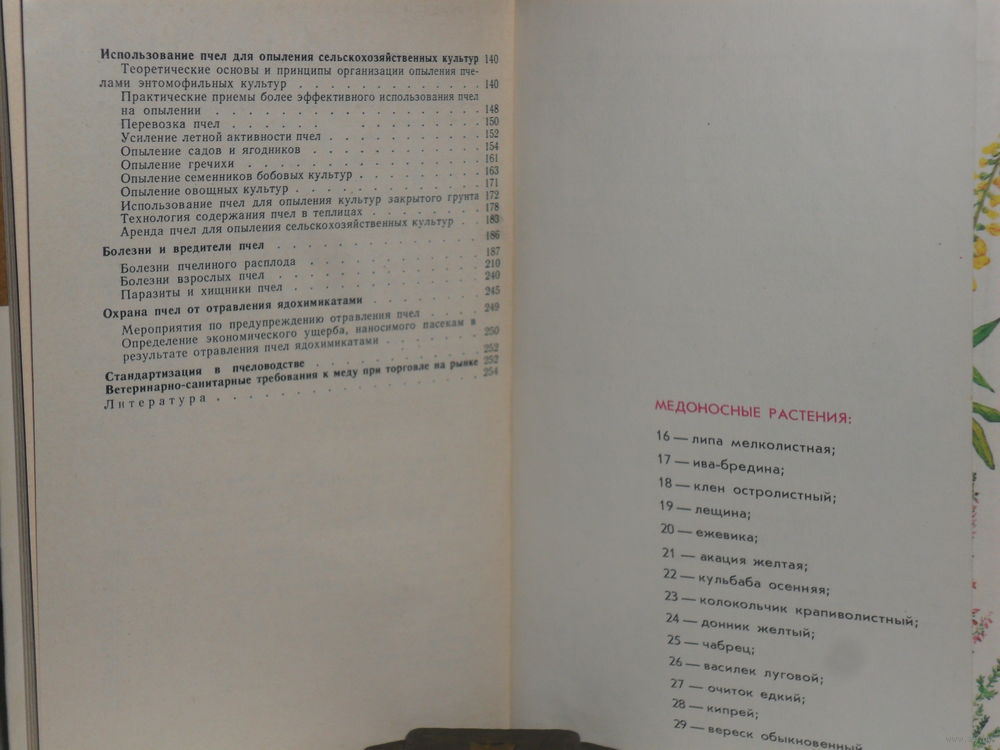 Использование пчел для опыления сельскохозяйственных культур 140
Теоретические основы и принципы организации опыления пче-
лами энтомофильных культур . . . . . . . . . . . . 140
Практические приемы более эффективного использования пчел
на опылении . . . . . . . . . . . . . . . . . 148
Перевозка пчел . . . . . . . . . . . . . . . . 150
Усиление летной активности пчел . . . . . . . . . . 152
Опыление садов и ягодников . . . . . . . . . . . 154
Опыление гречихи . . . . . . . . . . . . . . . 161
Опыление семенников бобовых культур . . . . . . . . 163
Опыление овощных культур . . . . . . . . . . . . 171
Использование пчел для опыления культур закрытого грунта 172
Технология содержания пчел в теплицах . . . . . . . 178
Аренда пчел для опыления сельскохозяйственных культур . . 183
Болезни и вредители пчел . . . . . . . . . . . . . 186
Болезни пчелиного расплода . . . . . . . . . . . 187
Болезни взрослых пчел . . . . . . . . . . . . . 210
Паразиты и хищники пчел . . . . . . . . . . . . 240
Охрана пчел от отравления ядохимикатами . . . . . . . 245
Мероприятия по предупреждению отравления пчел . . . . 249
Определение экономического ущерба, наносимого пасекам в
результате отравления пчел ядохимикатами . . . . . . 250
Стандартизация в пчеловодстве . . . . . . . . . . . 252
Ветеринарно-санитарные требования к меду при торговле на рынке 252
Литература . . . . . . . . . . . . . . . . . . 254
МЕДОНОСНЫЕ РАСТЕНИЯ:
16 — липа мелколистная;
17 — ива-бредина;
18 — клен остролистный;
19 — лещина;
20 — ежевика;
21 — акация желтая;
22 — кульбаба осенняя;
23 — колокольчик крапиволистный;
24 — донник желтый;
25 — чабрец;
26 — василек луговой;
27 — очиток едкий;
28 — кипрей;
29 — вереск обыкновенный